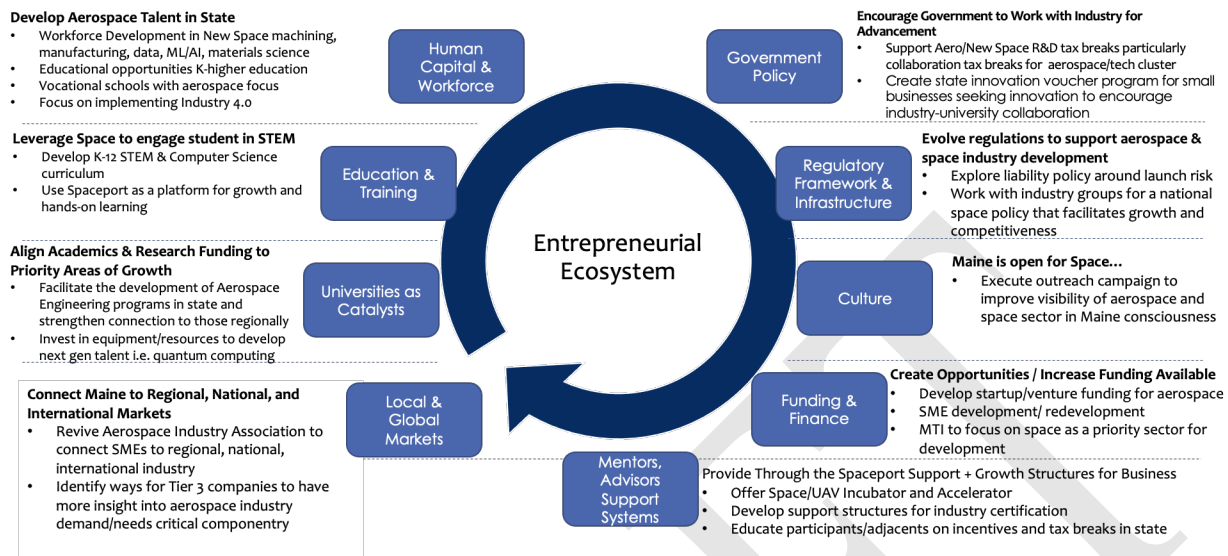 Develop Aerospace Talent in State
• Workforce Development in New Space machining,
manufacturing, data, ML/AI, materials science
• Educational opportunities K-higher education
• Vocational schools with aerospace focus
• Focus on implementing Industry 4.0
Human
Capital &
Workforce
Leverage Space to engage student in STEM
• Develop K-12 STEM & Computer Science
curriculum
• Use Spaceport as a platform for growth and
hands-on learning
Education &
Training
Align Academics & Research Funding to
Priority Areas of Growth
• Facilitate the development of Aerospace
Engineering programs in state and
strengthen connection to those regionally
• Invest in equipment/resources to develop
next gen talent i.e. quantum computing
Universities as
Catalysts
Connect Maine to Regional, National, and
International Markets
• Revive Aerospace Industry Association to
connect SMEs to regional, national,
international industry
• Identify ways for Tier 3 companies to have
more insight into aerospace industry
demand/needs critical componentry
Local &
Global
Markets
Entrepreneurial
Ecosystem
Government
Policy
Encourage Government to Work with Industry for
Advancement
• Support Aero/New Space R&D tax breaks particularly
collaboration tax breaks for aerospace/tech cluster
• Create state innovation voucher program for small
businesses seeking innovation to encourage
industry-university collaboration
Regulatory
Framework &
Infrastructure
Evolve regulations to support aerospace &
space industry development
• Explore liability policy around launch risk
• Work with industry groups for a national
space policy that facilitates growth and
competitiveness
Culture
Maine is open for Space…
• Execute outreach campaign to
improve visibility of aerospace and
space sector in Maine consciousness
Funding &
Finance
Create Opportunities / Increase Funding Available
• Develop startup/venture funding for aerospace
• SME development/ redevelopment
• MTI to focus on space as a priority sector for
development
Mentors,
Advisors
Support
Systems
Provide Through the Spaceport Support + Growth Structures for Business
• Offer Space/UAV Incubator and Accelerator
• Develop support structures for industry certification
• Educate participants/adjacents on incentives and tax breaks in state